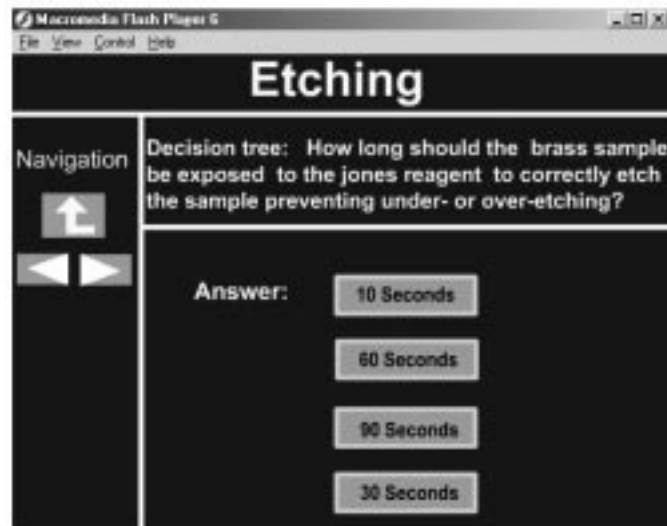 Macromedia Flash Player 6
File View Control Help
Etching
Navigation
Decision tree: How long should the brass sample
be exposed to the jones reagent to correctly etch
the sample preventing under- or over-etching?
Answer:
10 Seconds
60 Seconds
90 Seconds
30 Seconds